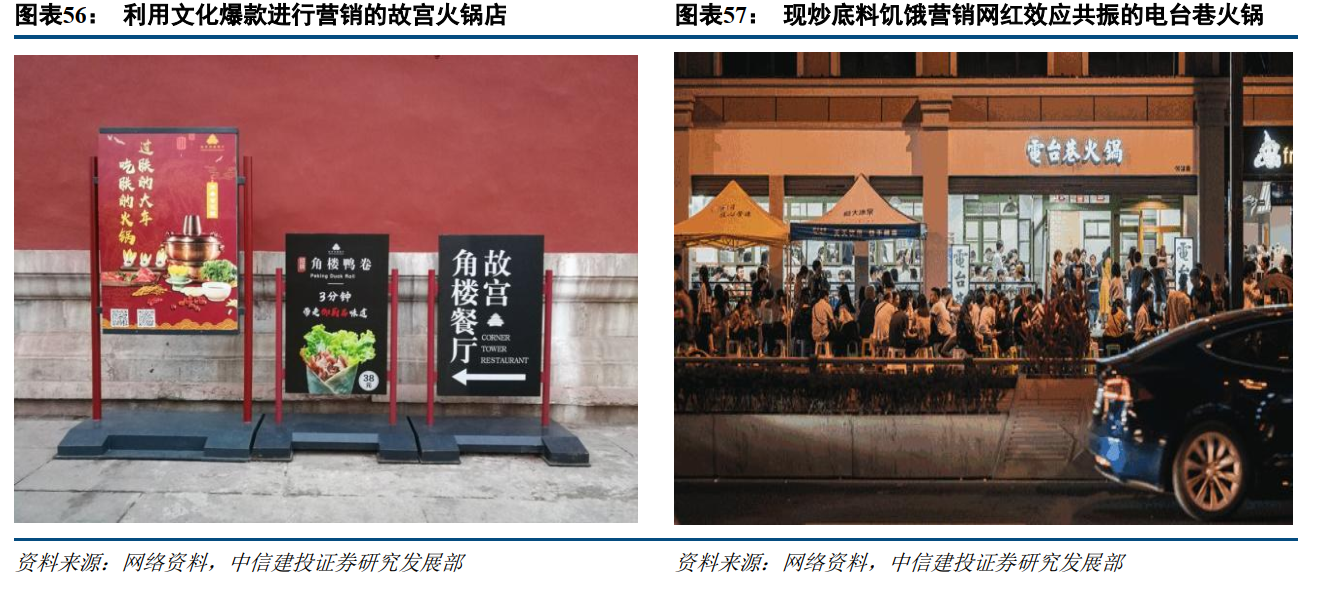 图表56： 利用文化爆款进行营销的故宫火锅店
图表57： 现炒底料饥饿营销网红效应共振的电台巷火锅
过朕的大年
吃朕的火锅
角楼鸭卷
Peking Duck Roll
3分钟
带走御厨房味道
38元
故宫
角楼餐厅
CORNER
TOWER
RESTAURANT
電台巷火鍋
電台
資料来源：网络资料，中信建投证券研究发展部
资料来源：网络资料，中信建投证券研究发展部